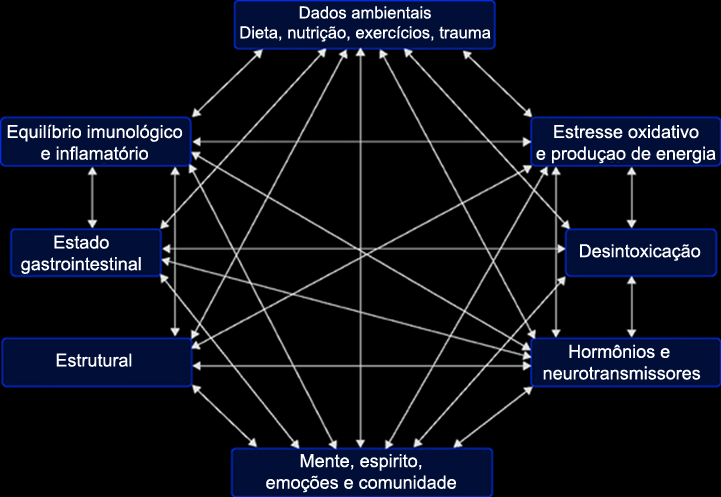 Dados ambientais
Dieta, nutrição, exercícios, trauma
Equilíbrio imunológico
e inflamatório
Estresse oxidativo
e produçao de energia
Estado
gastrointestinal
Desintoxicação
Estrutural
Hormônios e
neurotransmissores
Mente, espirito,
emoções e comunidade